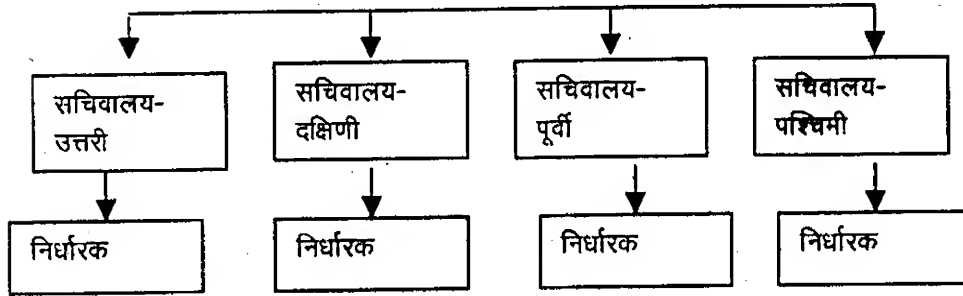 सचिवालय-
उत्तरी
सचिवालय-
दक्षिणी
सचिवालय-
पूर्वी
सचिवालय-
पश्चिमी
निर्धारक
निर्धारक
निर्धारक
निर्धारक